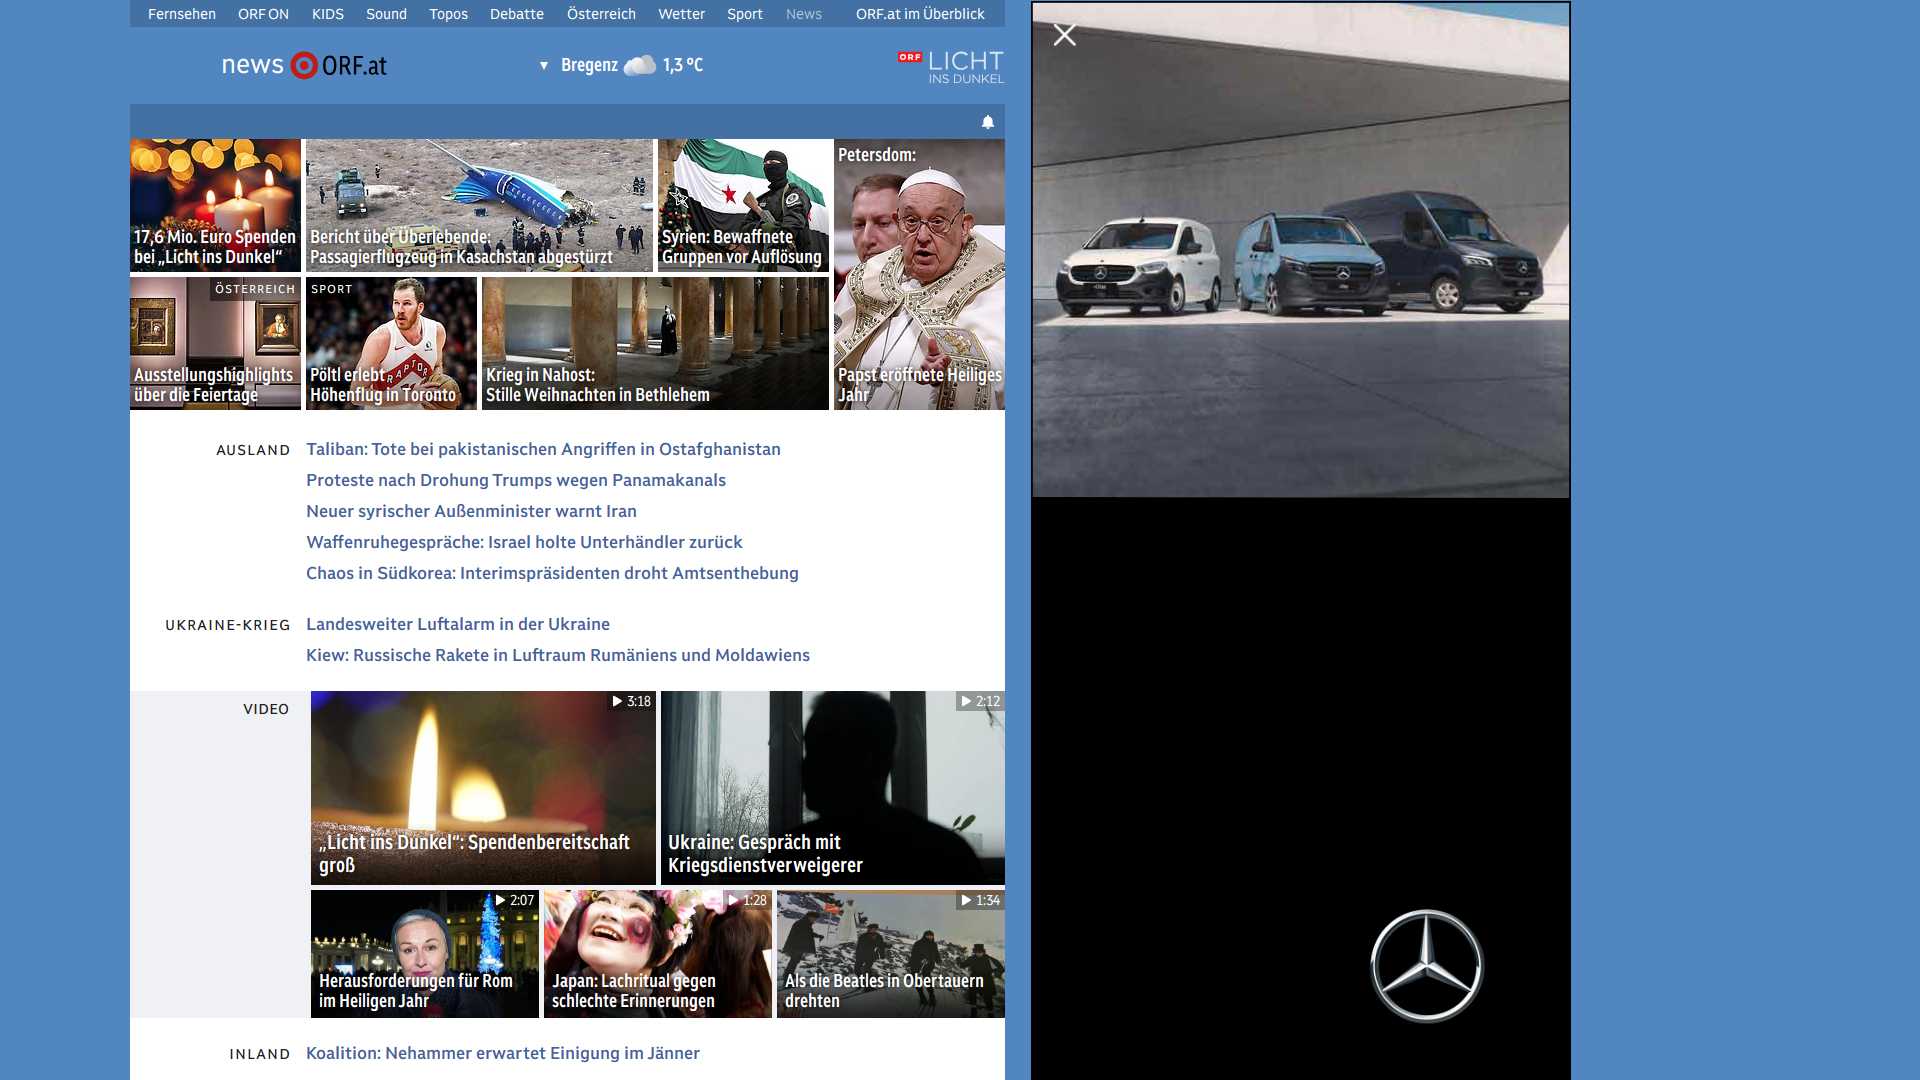 Fernsehen ORF ON KIDS Sound Topos Debatte Österreich Wetter Sport News ORF.at im Überblick
news ORF.at
Bregenz 1,3 °C
ORF LICHT
INS DUNKEL
17,6 Mio. Euro Spenden
bei „Licht ins Dunkel“
Bericht über Überlebende:
Passagierflugzeug in Kasachstan abgestürzt
Syrien: Bewaffnete
Gruppen vor Auflösung
Petersdom:
Papst eröffnete Heiliges
Jahr
ÖSTERREICH
Ausstellungshighlights
über die Feiertage
SPORT
RAPTOR
Pöltl erlebt
Höhenflug in Toronto
Krieg in Nahost:
Stille Weihnachten in Bethlehem
AUSLAND
Taliban: Tote bei pakistanischen Angriffen in Ostafghanistan
Proteste nach Drohung Trumps wegen Panamakanals
Neuer syrischer Außenminister warnt Iran
Waffenruhegespräche: Israel holte Unterhändler zurück
Chaos in Südkorea: Interimspräsidenten droht Amtsenthebung
UKRAINE-KRIEG
Landesweiter Luftalarm in der Ukraine
Kiew: Russische Rakete in Luftraum Rumäniens und Moldawiens
VIDEO
3:18
„Licht ins Dunkel“: Spendenbereitschaft
groß
2:12
Ukraine: Gespräch mit
Kriegsdienstverweigerer
2:07
Herausforderungen für Rom
im Heiligen Jahr
1:28
Japan: Lachritual gegen
schlechte Erinnerungen
1:34
Als die Beatles in Obertauern
drehten
INLAND
Koalition: Nehammer erwartet Einigung im Jänner